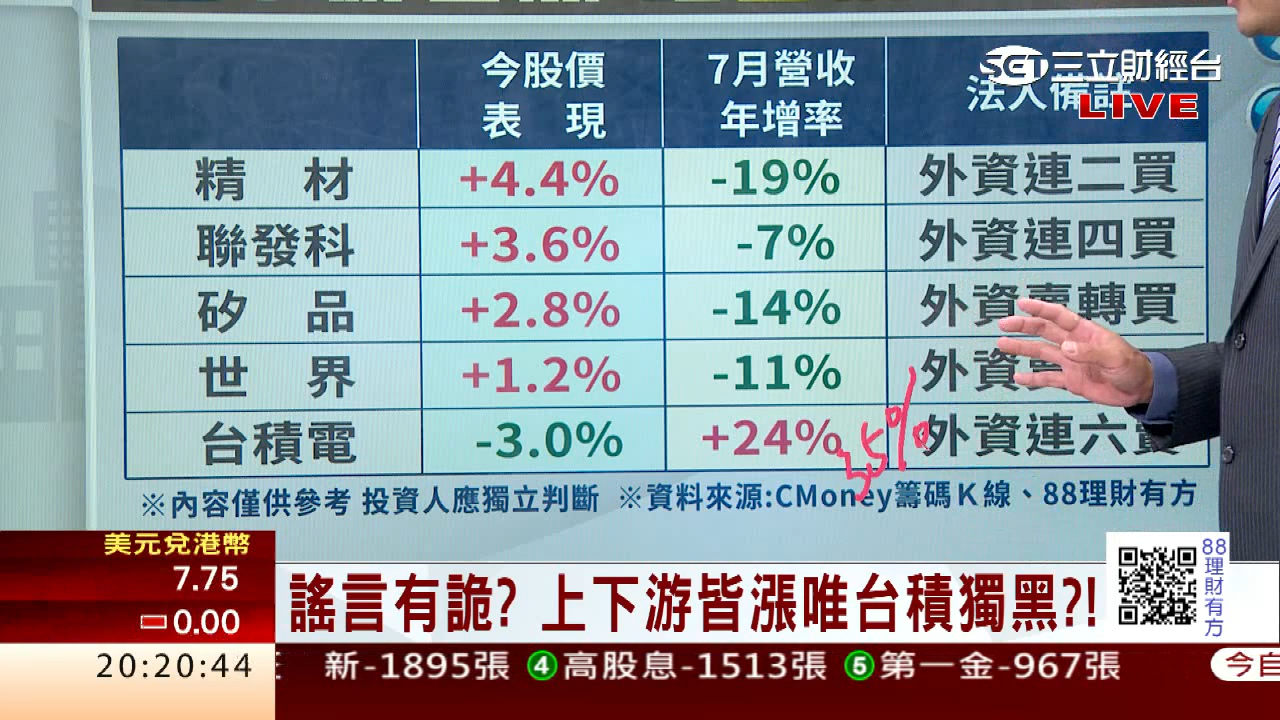 SET 三立財經台
LIVE
今股價表現 7月營收年增率 法人備註
精材 +4.4% -19% 外資連二買
聯發科 +3.6% -7% 外資連四買
矽品 +2.8% -14% 外資賣轉買
世界 +1.2% -11% 外資
台積電 -3.0% +24% 35% 外資連六賣
※內容僅供參考 投資人應獨立判斷 ※資料來源:CMoney籌碼K線、88理財有方
美元兌港幣
7.75
0.00
謠言有詭? 上下游皆漲唯台積獨黑?!
88理財有方
20:20:44 新-1895張 4高股息-1513張 5第一金-967張 今自